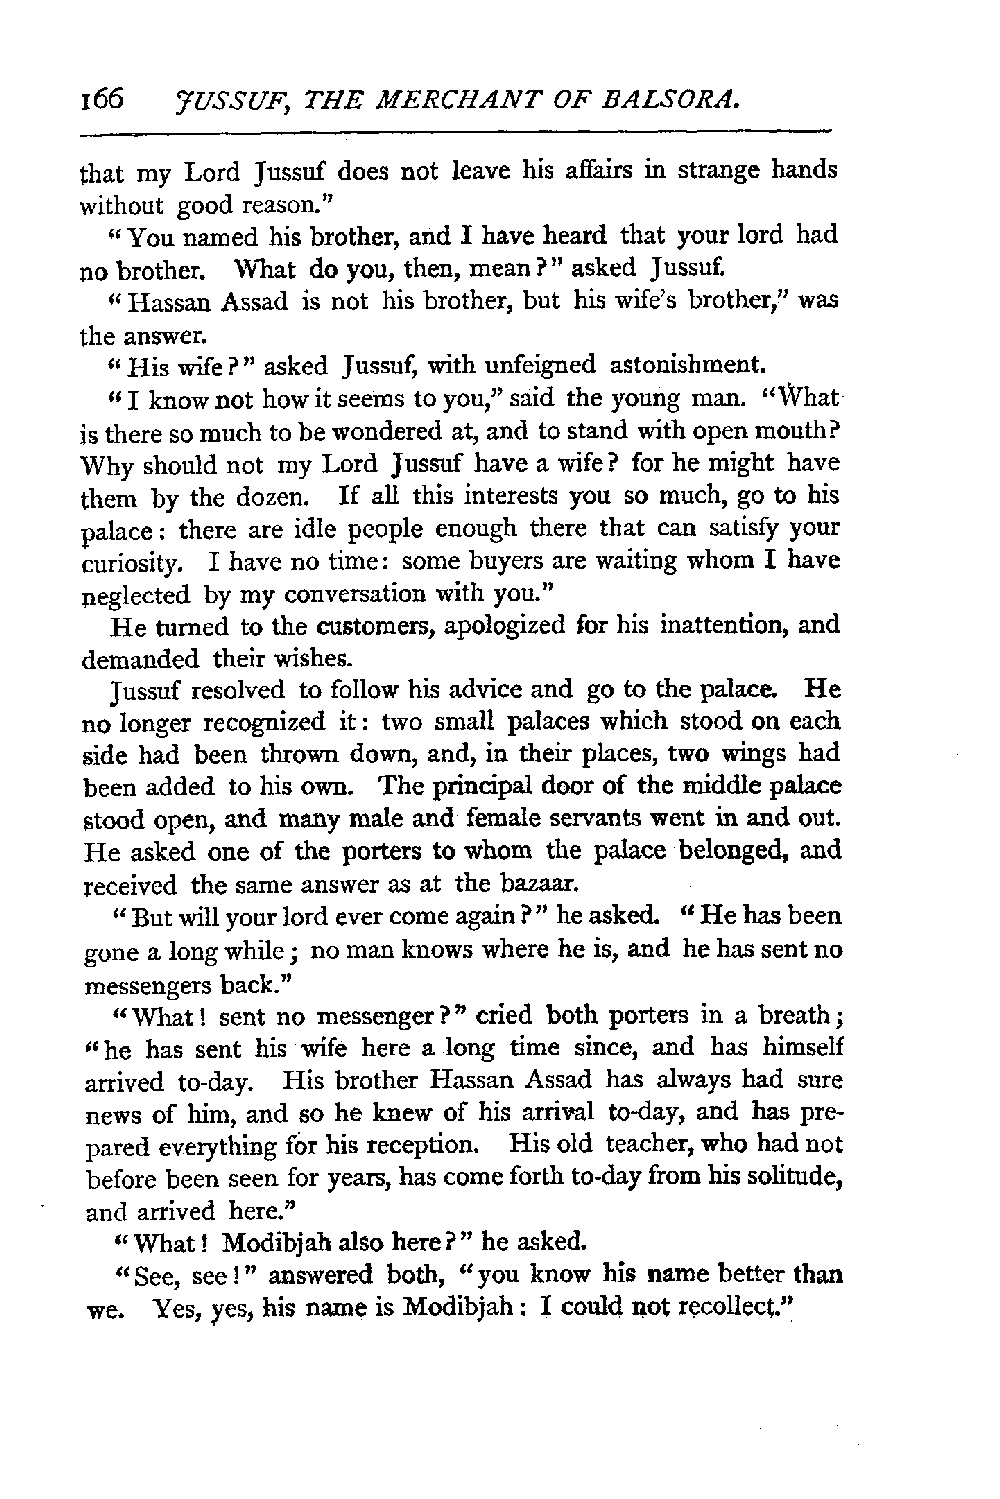 166 JUSSUF, THE MERCHANT OF BALSORA.
that my Lord Jussuf does not leave his affairs in strange hands
without good reason."
"You named his brother, and I have heard that your lord had
no brother. What do you, then, mean?" asked Jussuf.
"Hassan Assad is not his brother, but his wife's brother," was
the answer.
"His wife?" asked Jussuf, with unfeigned astonishment.
"I know not how it seems to you," said the young man. "What
is there so much to be wondered at, and to stand with open mouth?
Why should not my Lord Jussuf have a wife? for he might have
them by the dozen. If all this interests you so much, go to his
palace: there are idle people enough there that can satisfy your
curiosity. I have no time: some buyers are waiting whom I have
neglected by my conversation with you."
He turned to the customers, apologized for his inattention, and
demanded their wishes.
Jussuf resolved to follow his advice and go to the palace. He
no longer recognized it: two small palaces which stood on each
side had been thrown down, and, in their places, two wings had
been added to his own. The principal door of the middle palace
stood open, and many male and female servants went in and out.
He asked one of the porters to whom the palace belonged, and
received the same answer as at the bazaar.
"But will your lord ever come again?" he asked. "He has been
gone a long while; no man knows where he is, and he has sent no
messengers back."
"What! sent no messenger?" cried both porters in a breath;
"he has sent his wife here a long time since, and has himself
arrived to-day. His brother Hassan Assad has always had sure
news of him, and so he knew of his arrival to-day, and has pre-
pared everything for his reception. His old teacher, who had not
before been seen for years, has come forth to-day from his solitude,
and arrived here."
"What! Modibjah also here?" he asked.
"See, see!" answered both, "you know his name better than
we. Yes, yes, his name is Modibjah: I could not recollect."